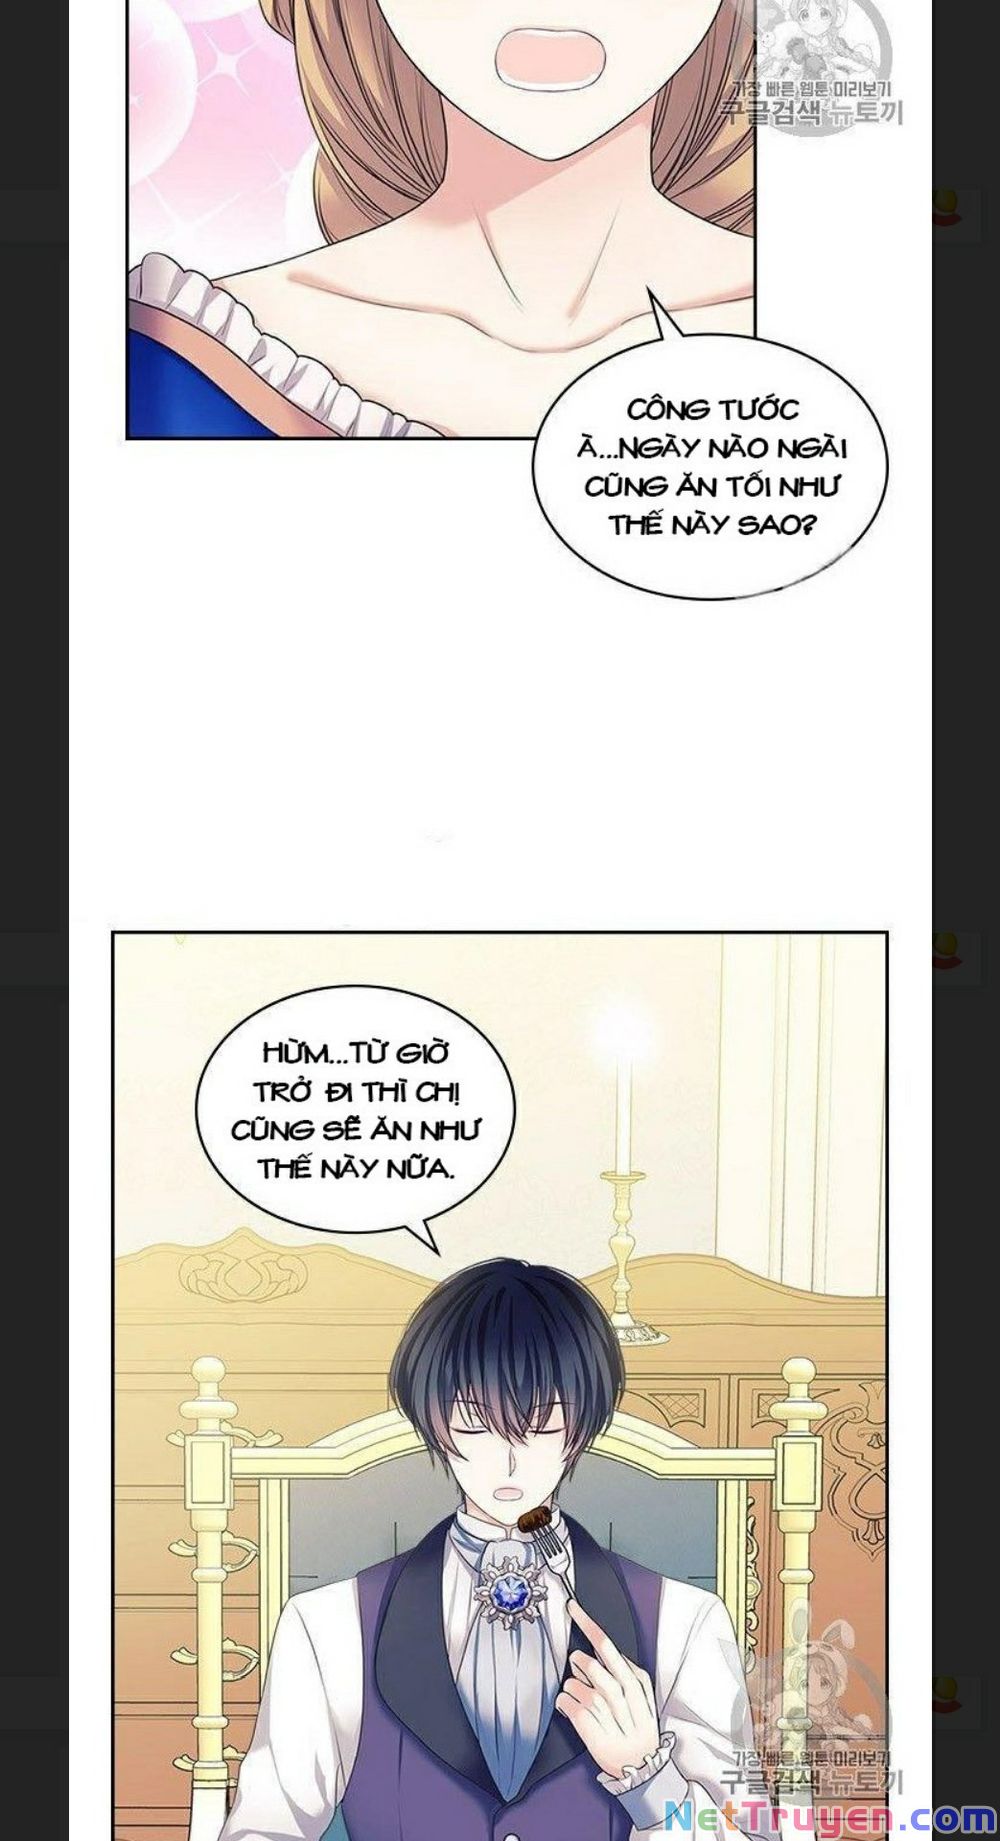 가장 빠른 웹툰 미리보기
구글검색 뉴토끼
CÔNG TƯỚC
À...NGÀY NÀO NGÀI
CŨNG ĂN TỐI NHƯ
THẾ NÀY SAO?
HỪM...TỪ GIỜ
TRỞ ĐI THÌ CHỊ
CŨNG SẼ ĂN NHƯ
THẾ NÀY NỮA.
가장 빠른 웹툰 미리보기
구글검색 뉴토끼
NetTruyen.com